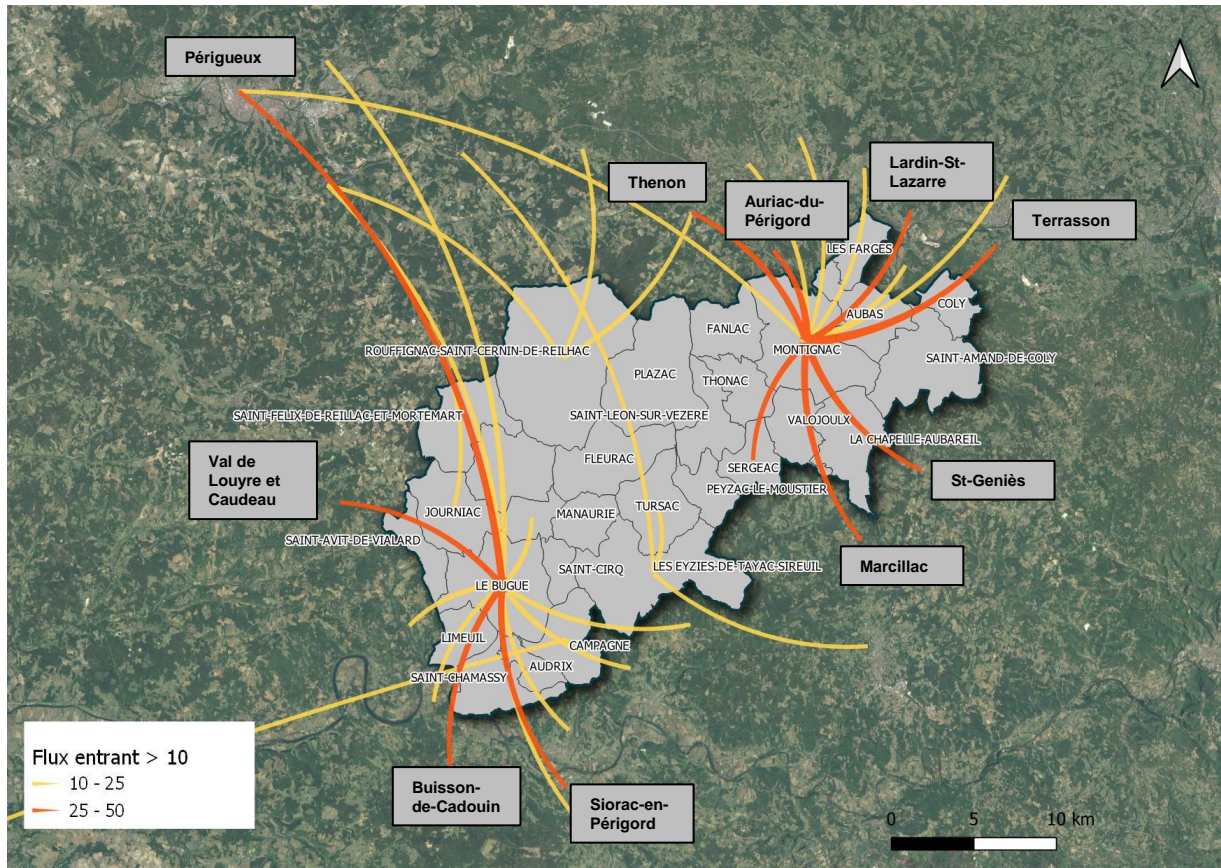 Périgueux
Thenon
Auriac-du-
Périgord
Lardin-St-
Lazarre
Terrasson
LES FARGES
COLY
AUBAS
FANLAC
MONTIGNAC
ROUFFIGNAC-SAINT-CERNIN-DE-REILHAC
SAINT-AMAND-DE-COLY
PLAZAC
THONAC
SAINT-FELIX-DE-REILLAC-ET-MORTEMART
SAINT-LEON-SUR-VEZERE
VALOJOULX
LA CHAPELLE-AUBAREIL
Val de
Louyre et
Caudeau
FLEURAC
SERGEAC
St-Geniès
PEYZAC-LE-MOUSTIER
JOURNIAC
MANAURIE
TURSAC
SAINT-AVIT-DE-VIALARD
SAINT-CIRQ
LES EYZIES-DE-TAYAC-SIREUIL
Marcillac
LE BUGUE
LIMEUIL
CAMPAGNE
AUDRIX
SAINT-CHAMASSY
Flux entrant > 10
10 - 25
25 - 50
Buisson-
de-Cadouin
Siorac-en-
Périgord
0 5 10 km